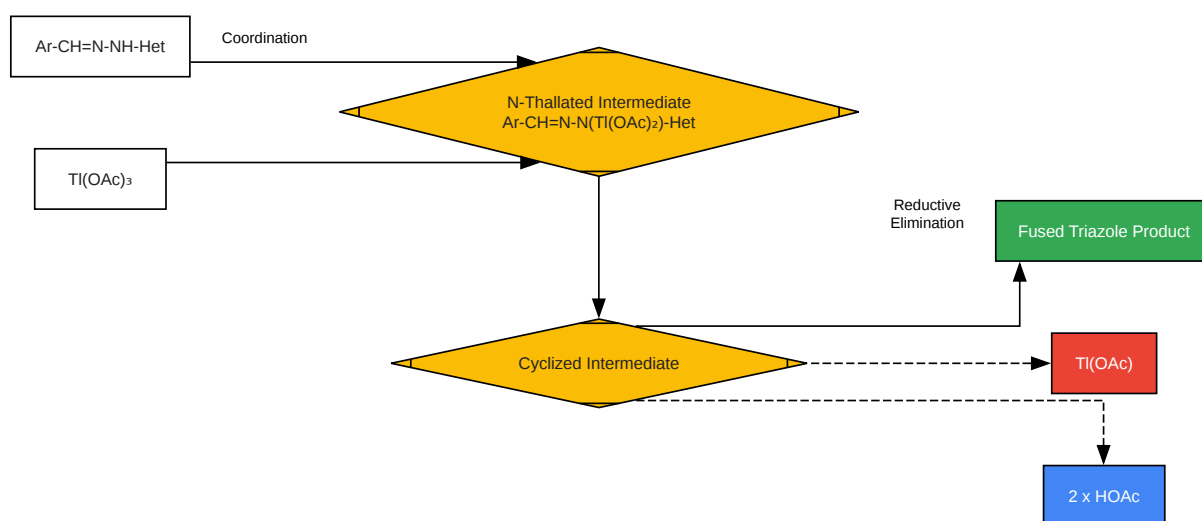 Ar-CH=N-NH-Het
Coordination
N-Thallated Intermediate
Ar-CH=N-N(Tl(OAc)₂)-Het
Tl(OAc)₃
Reductive
Elimination
Fused Triazole Product
Cyclized Intermediate
Tl(OAc)
2 x HOAc